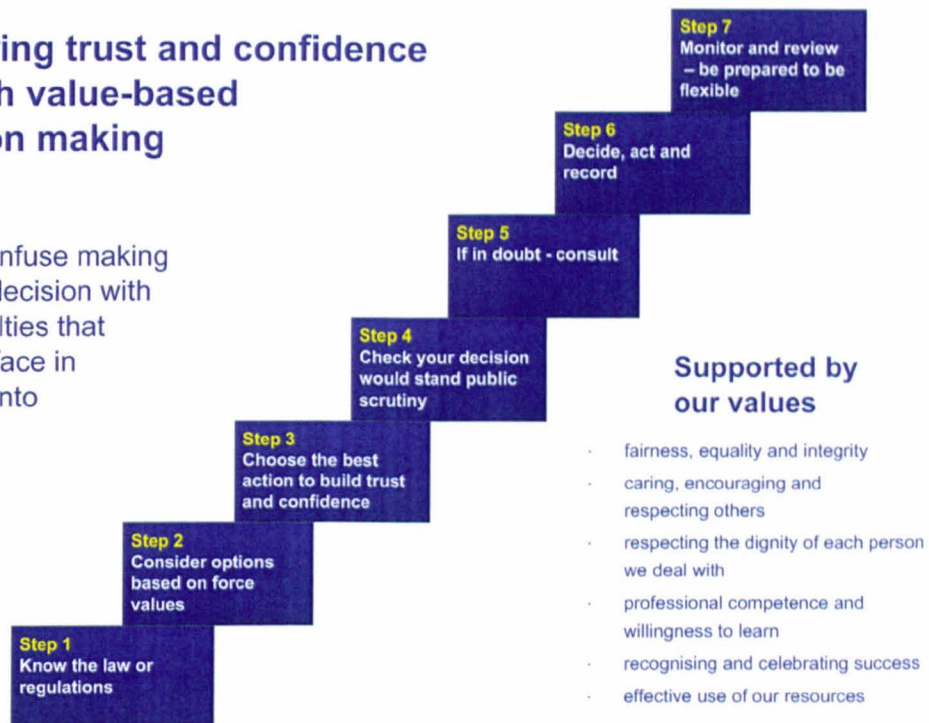 ing trust and confidence
h value-based
on making
nfuse making
decision with
lties that
face in
nto
Step 7
Monitor and review
– be prepared to be
flexible
Step 6
Decide, act and
record
Step 5
If in doubt - consult
Step 4
Check your decision
would stand public
scrutiny
Step 3
Choose the best
action to build trust
and confidence
Step 2
Consider options
based on force
values
Step 1
Know the law or
regulations
Supported by
our values
· fairness, equality and integrity
· caring, encouraging and
respecting others
· respecting the dignity of each person
we deal with
· professional competence and
willingness to learn
· recognising and celebrating success
· effective use of our resources